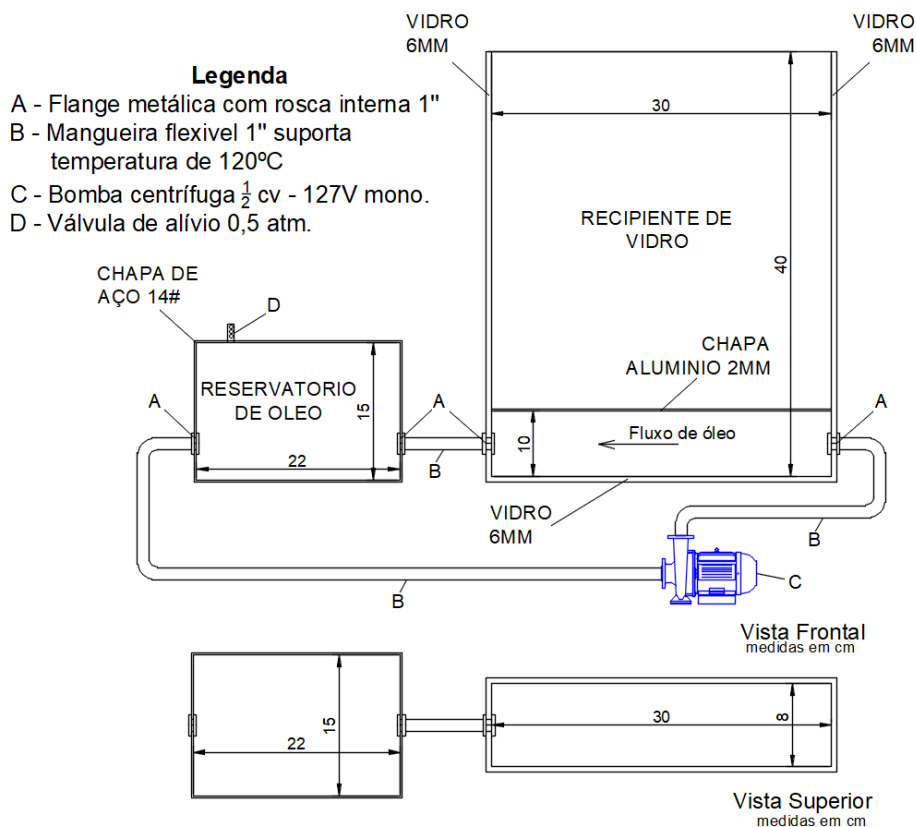 VIDRO
6MM
VIDRO
6MM
Legenda
A - Flange metálica com rosca interna 1"
B - Mangueira flexivel 1" suporta
temperatura de 120ºC
C - Bomba centrífuga ½ cv - 127V mono.
D - Válvula de alívio 0,5 atm.
30
RECIPIENTE DE
VIDRO
40
CHAPA DE
AÇO 14#
D
CHAPA
ALUMINIO 2MM
RESERVATORIO
DE OLEO
15
A
A
A
Fluxo de óleo
10
22
B
VIDRO
6MM
B
C
B
Vista Frontal
medidas em cm
15
22
30
8
Vista Superior
medidas em cm